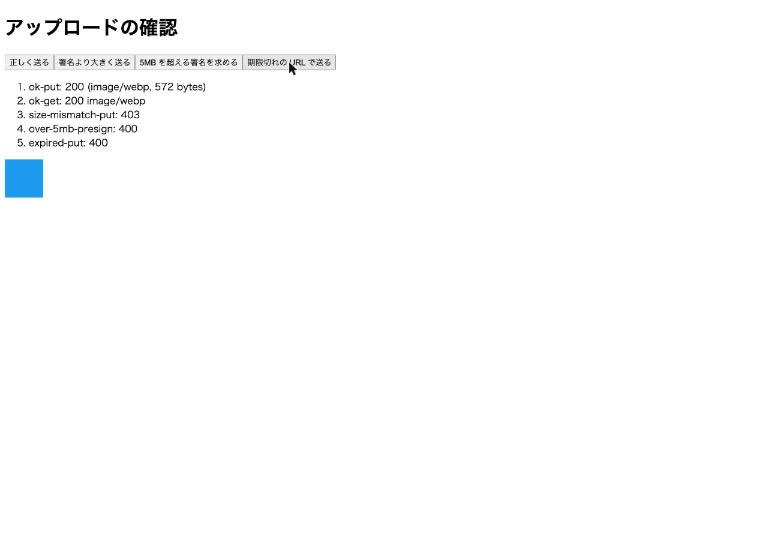 アップロードの確認
正しく送る 署名より大きく送る 5MB を超える署名を求める 期限切れの URL で送る
1. ok-put: 200 (image/webp, 572 bytes)
2. ok-get: 200 image/webp
3. size-mismatch-put: 403
4. over-5mb-presign: 400
5. expired-put: 400